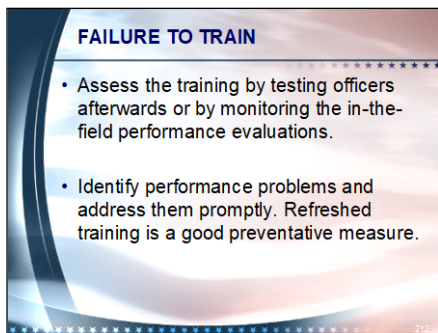 FAILURE TO TRAIN
• Assess the training by testing officers
afterwards or by monitoring the in-the-
field performance evaluations.
• Identify performance problems and
address them promptly. Refreshed
training is a good preventative measure.
212